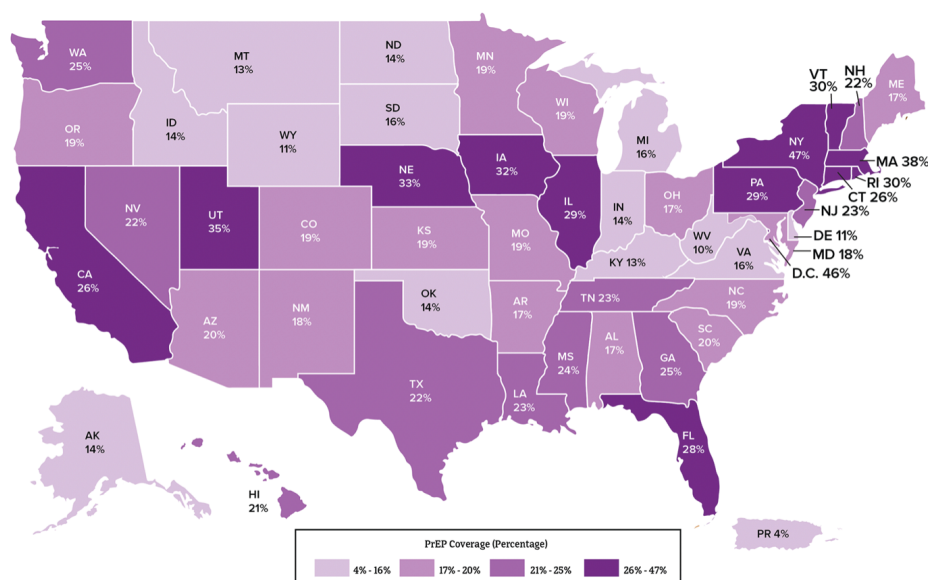 WA
25%
MT
13%
ND
14%
MN
19%
VT
30%
NH
22%
ME
17%
OR
19%
ID
14%
WY
11%
SD
16%
WI
19%
MI
16%
NY
47%
MA 38%
RI 30%
CT 26%
NJ 23%
DE 11%
MD 18%
D.C. 46%
NV
22%
UT
35%
NE
33%
IA
32%
IL
29%
IN
14%
OH
17%
PA
29%
CA
26%
CO
19%
KS
19%
MO
19%
KY 13%
WV
10%
VA
16%
AZ
20%
NM
18%
OK
14%
AR
17%
TN 23%
NC
19%
SC
20%
TX
22%
LA
23%
MS
24%
AL
17%
GA
25%
FL
28%
AK
14%
HI
21%
PR 4%
PrEP Coverage (Percentage)
4% - 16%
17% - 20%
21% - 25%
26% - 47%